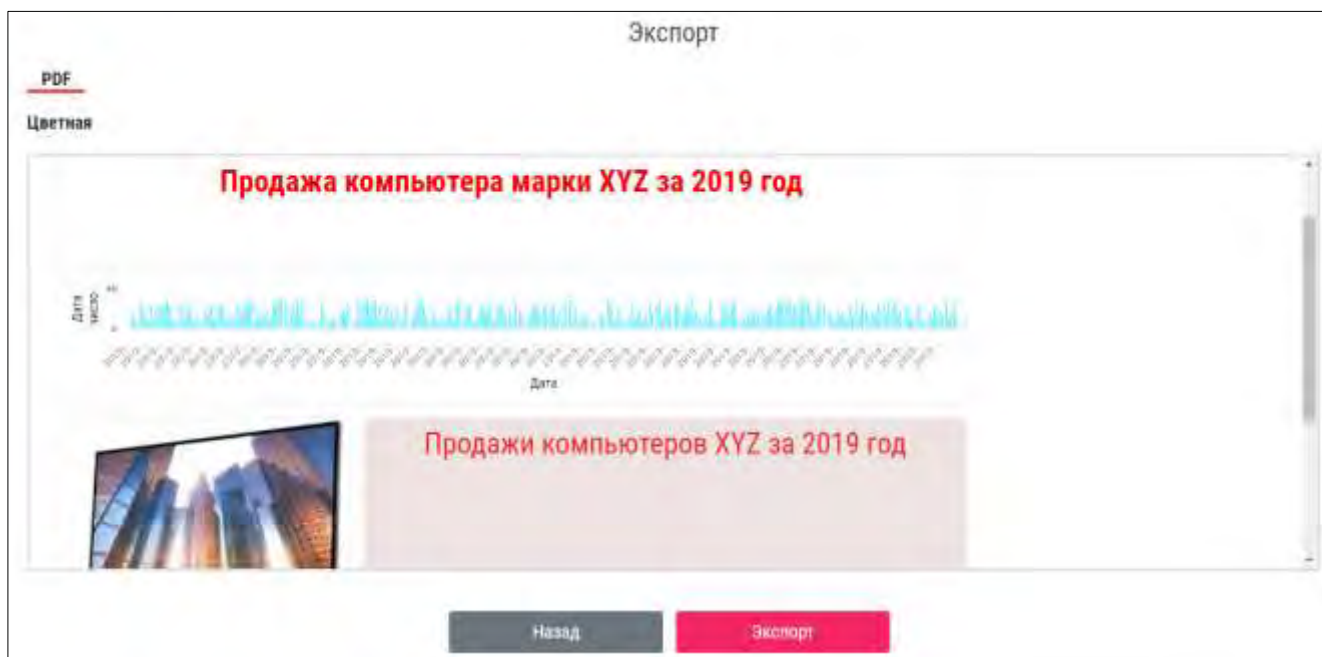 Экспорт
PDF
Цветная
Продажа компьютера марки XYZ за 2019 год
Дата
число
Дата
Продажи компьютеров XYZ за 2019 год
Назад
Экспорт